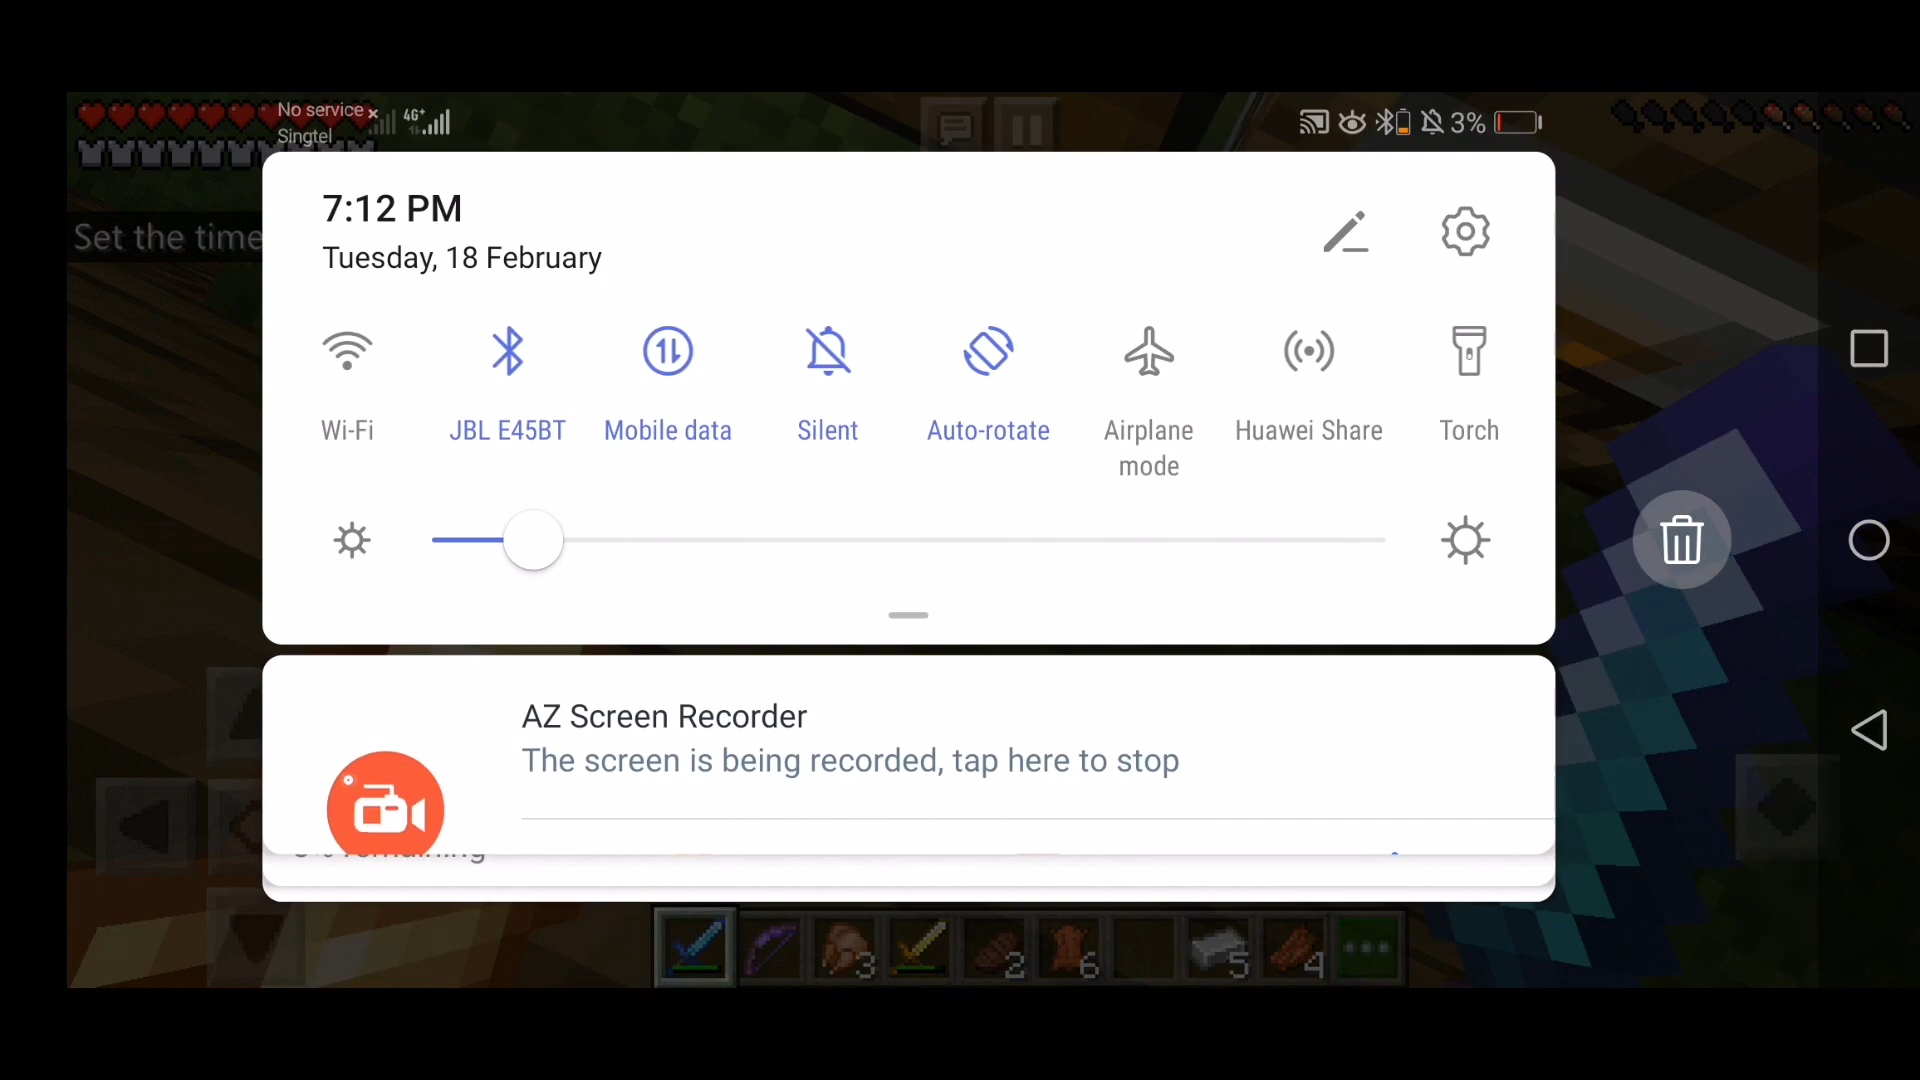 No service
Singtel
4G+
3%
7:12 PM
Tuesday, 18 February
Set the time
Wi-Fi
JBL E45BT
Mobile data
Silent
Auto-rotate
Airplane
mode
Huawei Share
Torch
AZ Screen Recorder
The screen is being recorded, tap here to stop
remaining
3
2
6
5
4